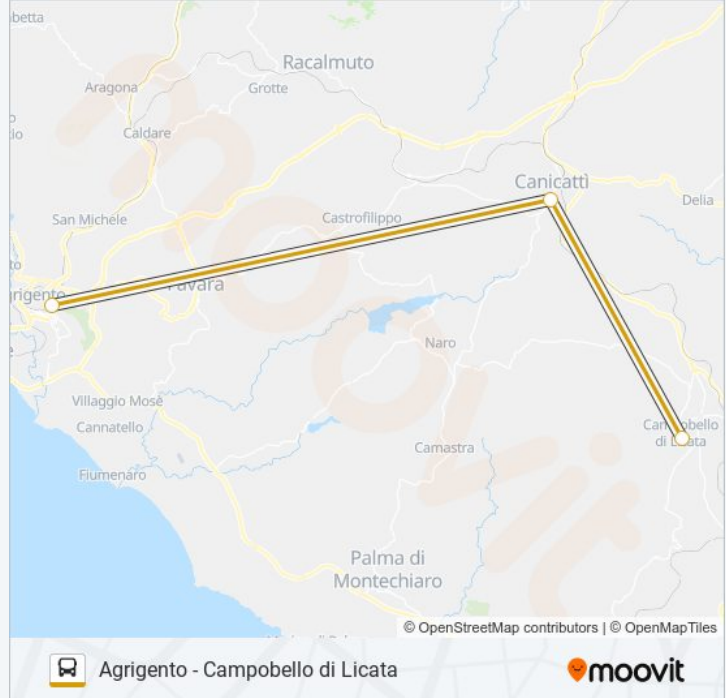 betta
Racalmuto
Aragona
Grotte
Caldare
Canicattì
Delia
San Michele
Castrofilippo
grigento
Favara
Naro
Villaggio Mosè
Cannatello
Campobello
di Licata
Camastra
Fiumenaro
Palma di
Montechiaro
© OpenStreetMap contributors | © OpenMapTiles
Agrigento - Campobello di Licata
moovit